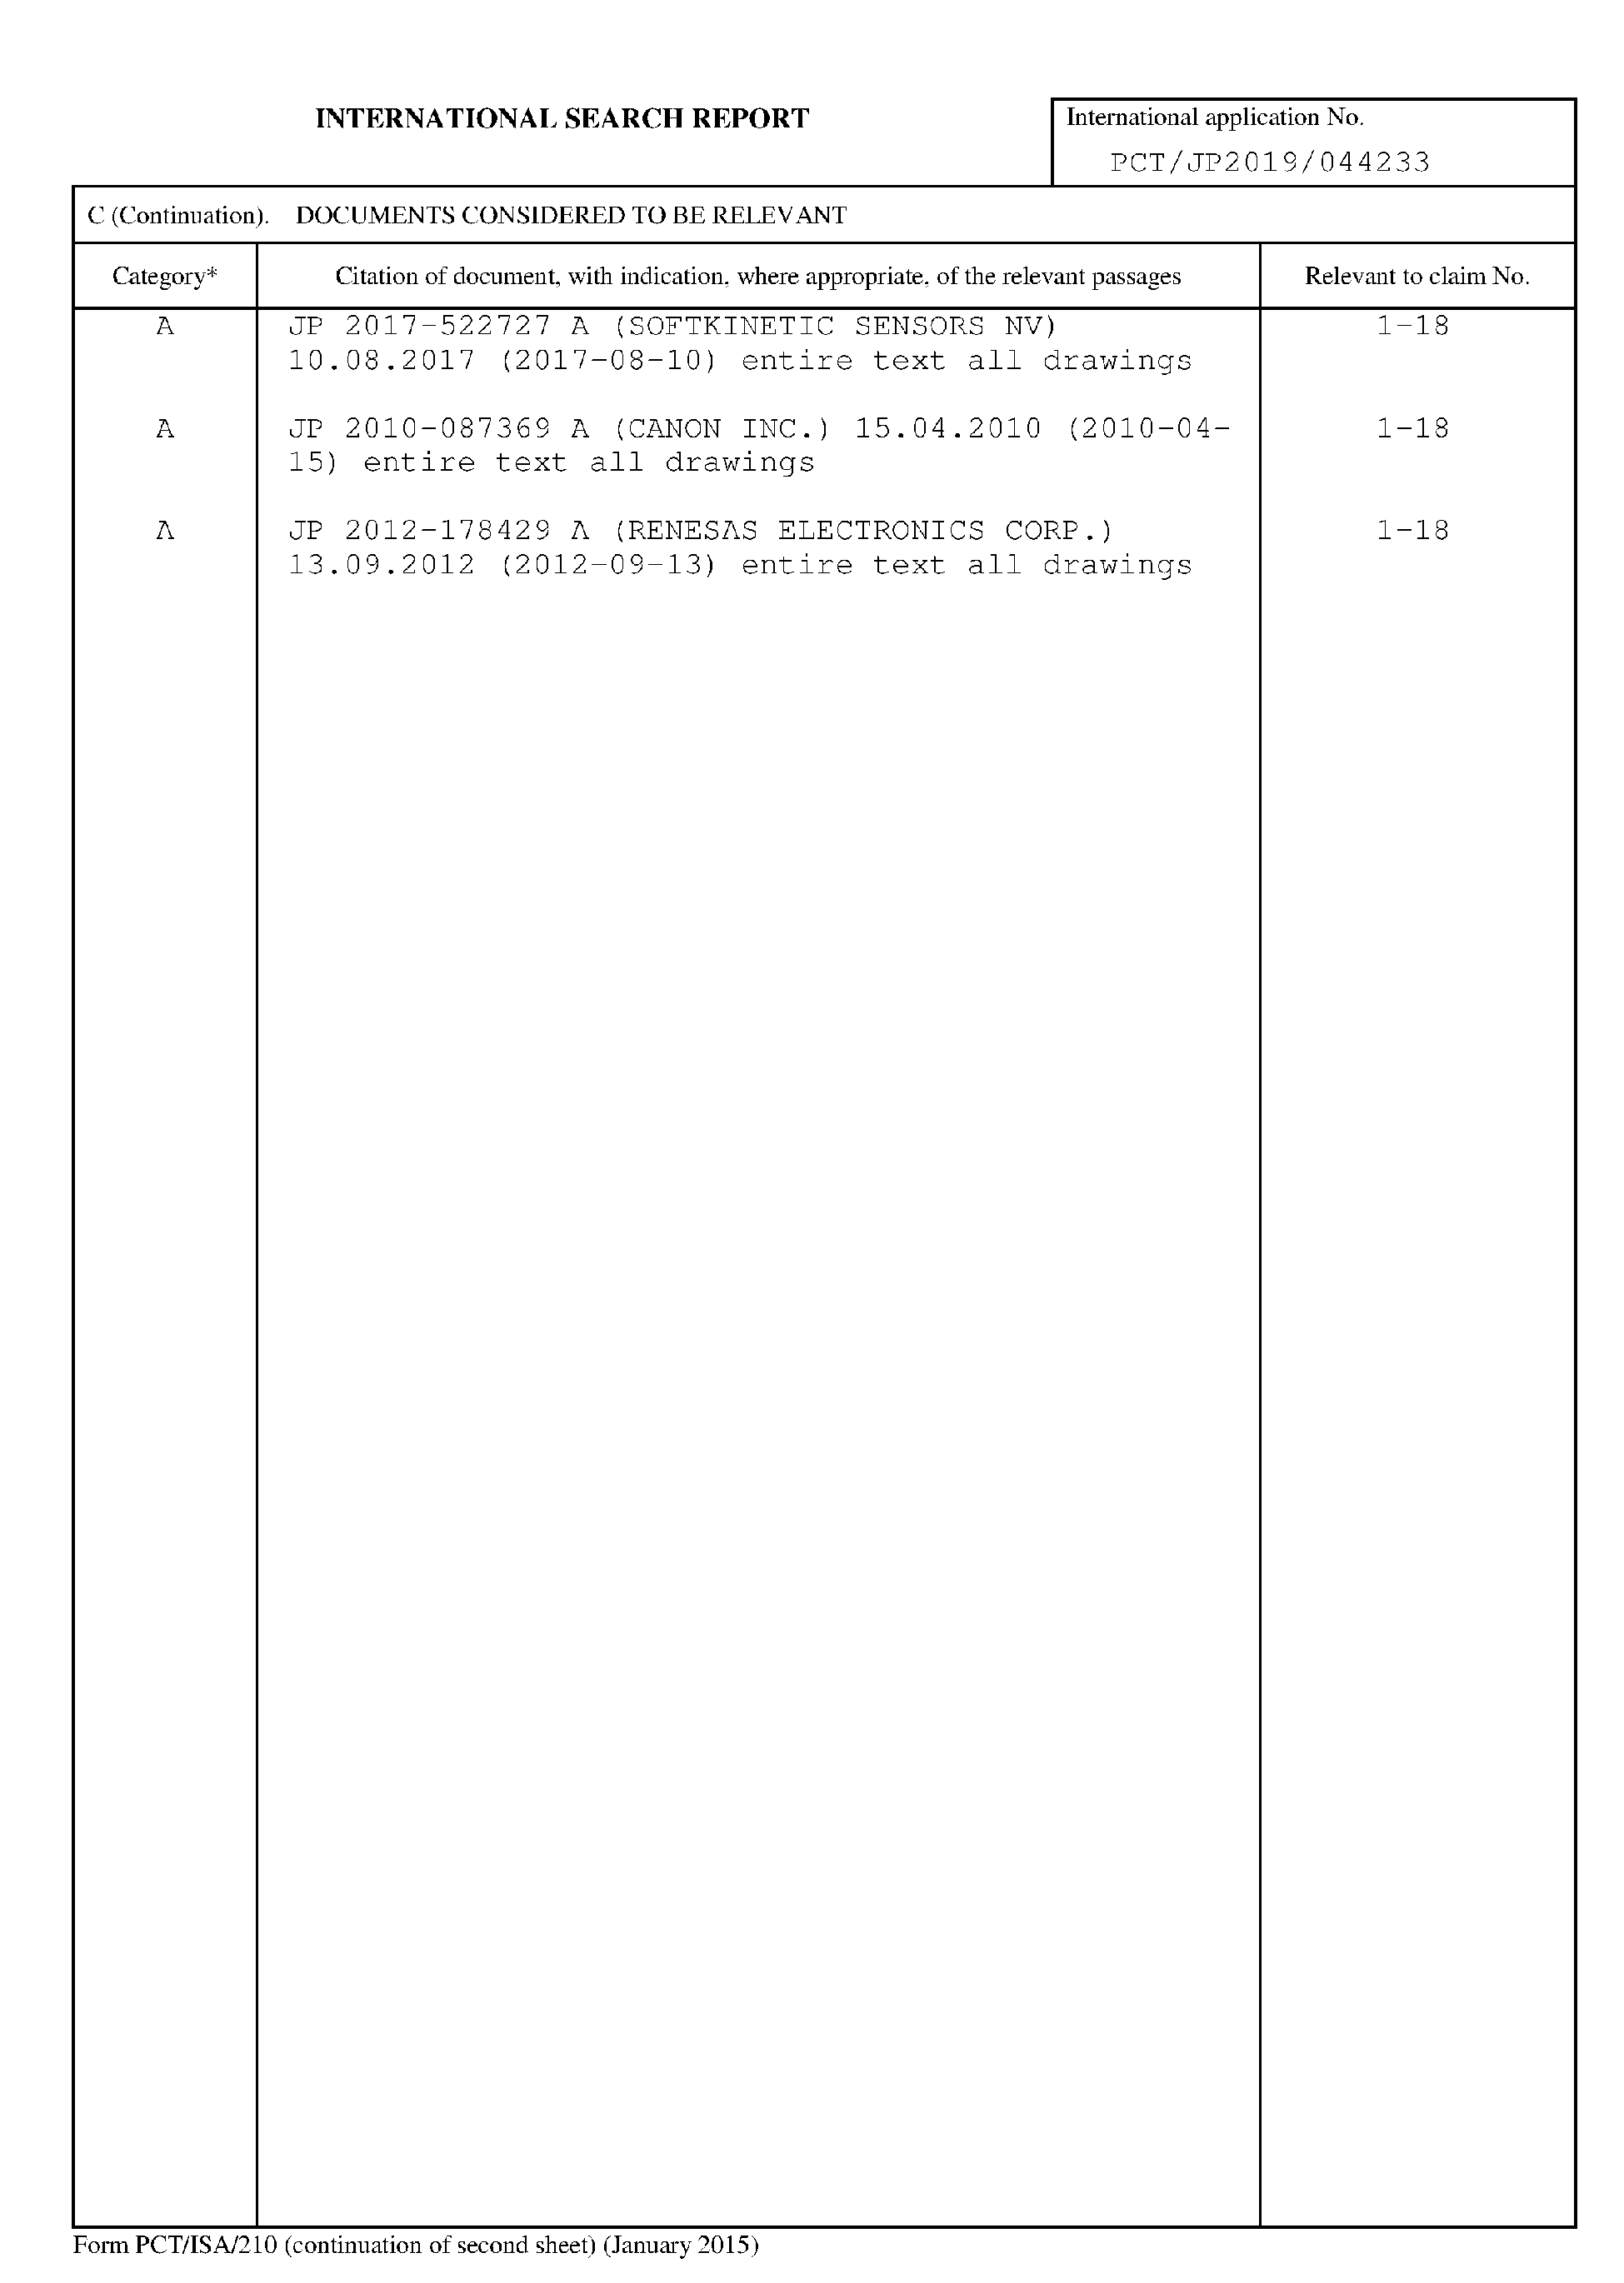 INTERNATIONAL SEARCH REPORT
International application No.
PCT/JP2019/044233
C (Continuation). DOCUMENTS CONSIDERED TO BE RELEVANT
Category* Citation of document, with indication, where appropriate, of the relevant passages Relevant to claim No.
A JP 2017-522727 A (SOFTKINETIC SENSORS NV) 1-18
10.08.2017 (2017-08-10) entire text all drawings
A JP 2010-087369 A (CANON INC.) 15.04.2010 (2010-04- 1-18
15) entire text all drawings
A JP 2012-178429 A (RENESAS ELECTRONICS CORP.) 1-18
13.09.2012 (2012-09-13) entire text all drawings
Form PCT/ISA/210 (continuation of second sheet) (January 2015)